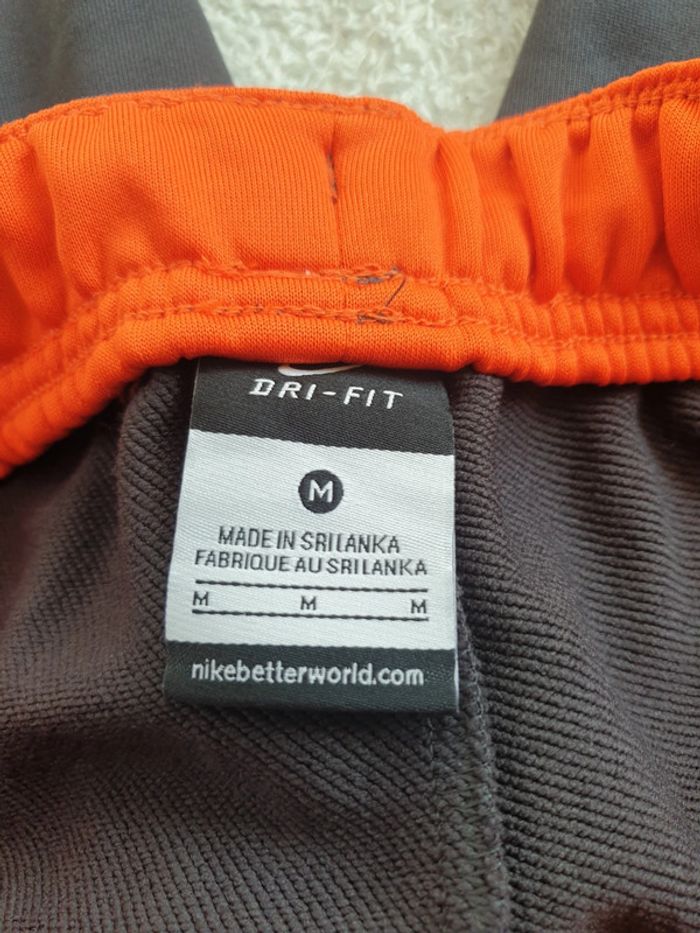 DRI-FIT
M
MADE IN SRI LANKA
FABRIQUE AU SRI LANKA
M M M
nikebetterworld.com